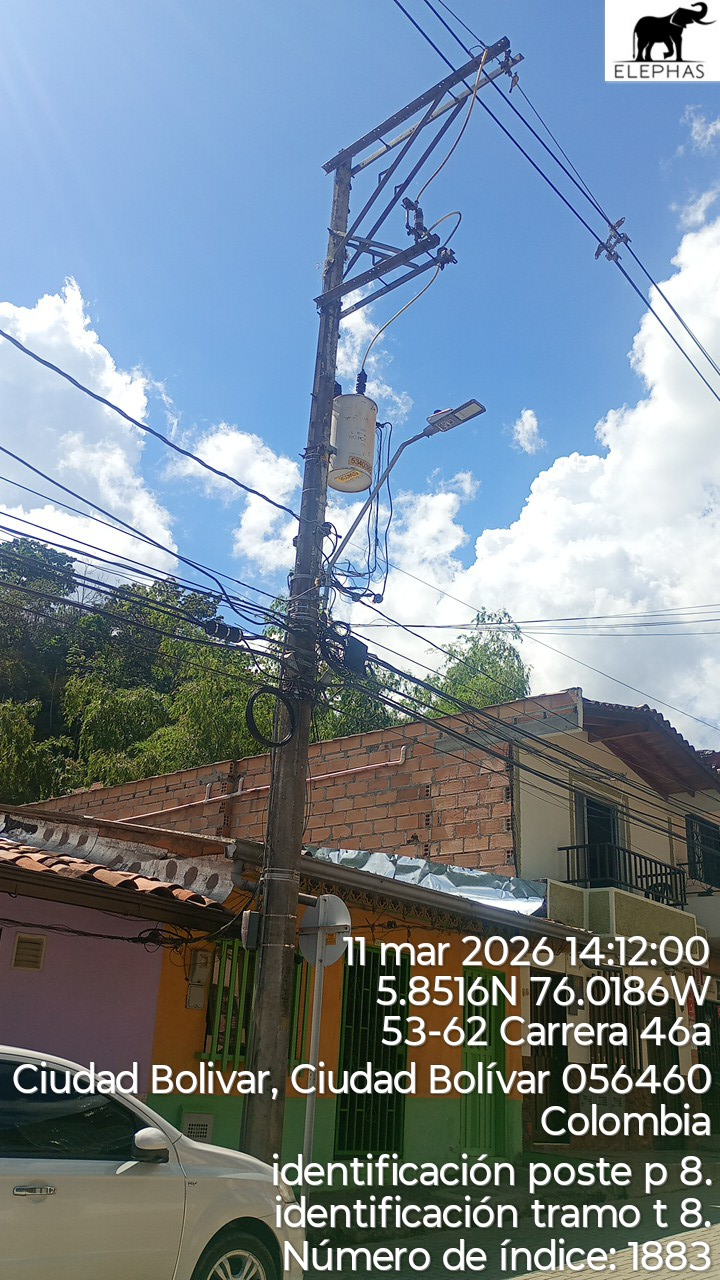 ELEPHAS
11 mar 2026 14:12:00
5.8516N 76.0186W
53-62 Carrera 46a
Ciudad Bolivar, Ciudad Bolívar 056460
Colombia
identificación poste p 8.
identificación tramo t 8.
Número de índice: 1883